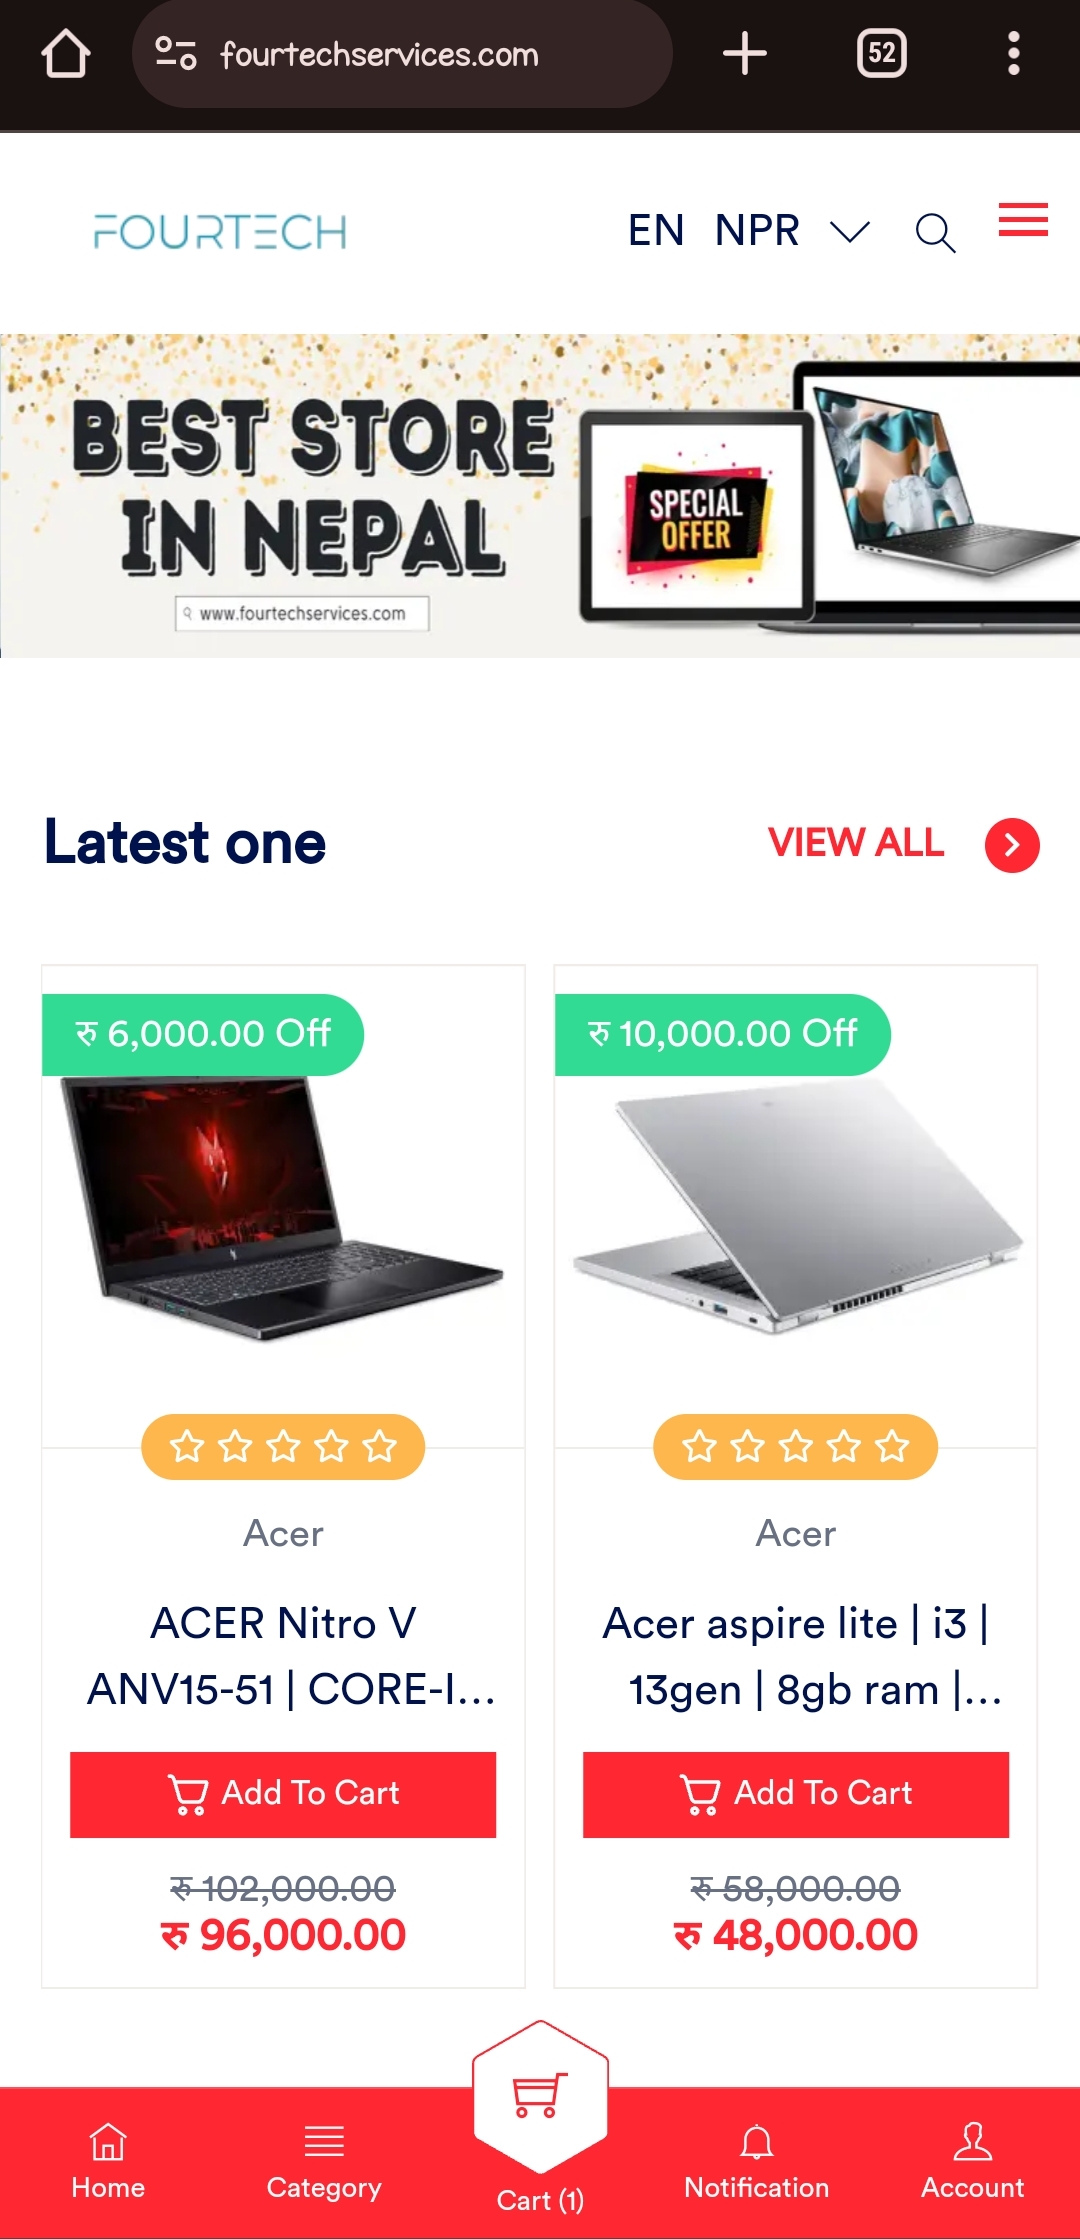 fourtechservices.com
52
FOURTECH
EN NPR
BEST STORE
IN NEPAL
www.fourtechservices.com
SPECIAL
OFFER
Latest one
VIEW ALL
रु 6,000.00 Off
रु 10,000.00 Off
Acer
Acer
ACER Nitro V
ANV15-51 | CORE-I...
Acer aspire lite | i3 |
13gen | 8gb ram |...
Add To Cart
Add To Cart
रु 102,000.00
रु 96,000.00
रु 58,000.00
रु 48,000.00
Home
Category
Cart (1)
Notification
Account